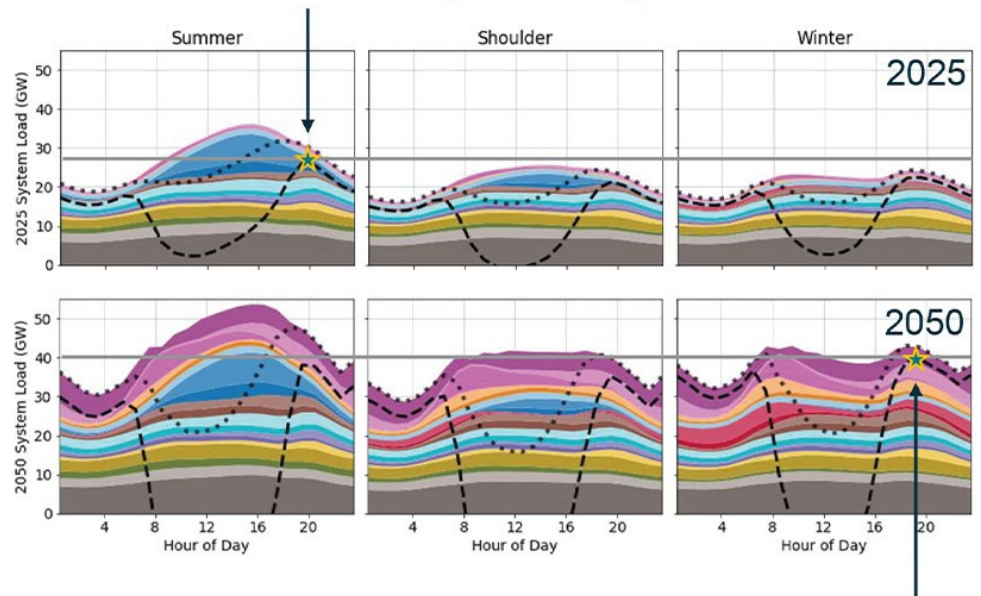 Summer Shoulder Winter
2025
2025 System Load (GW)
50
40
30
20
10
0
2050
2050 System Load (GW)
50
40
30
20
10
0
4 8 12 16 20 4 8 12 16 20 4 8 12 16 20
Hour of Day Hour of Day Hour of Day